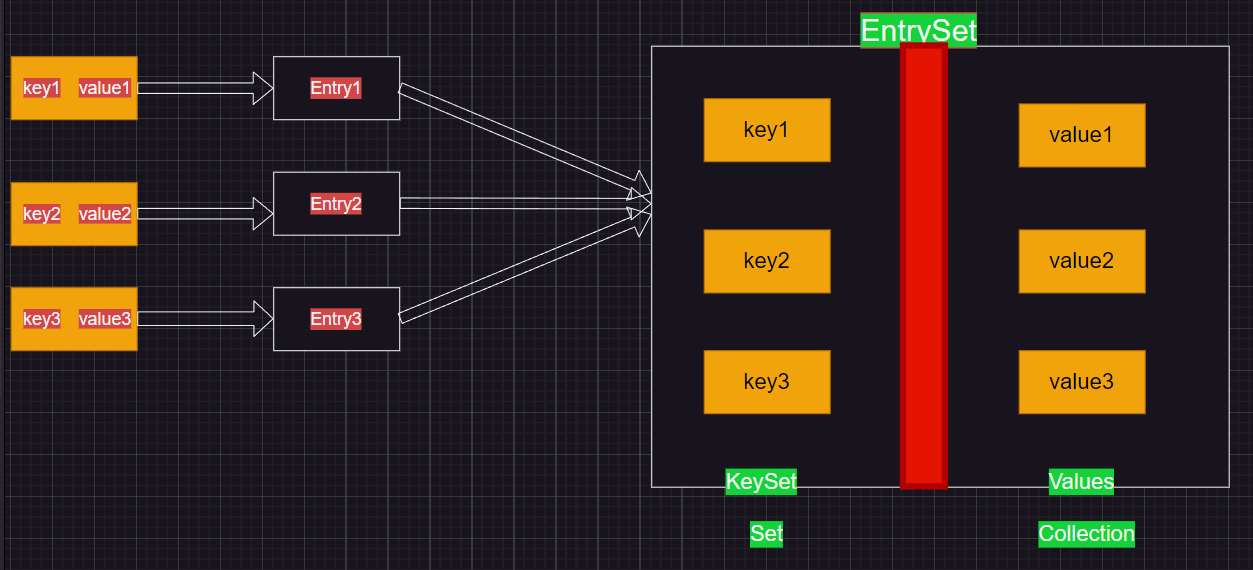 EntrySet
key1 value1
Entry1
key1
value1
key2 value2
Entry2
key2
value2
key3 value3
Entry3
key3
value3
KeySet
Values
Set
Collection